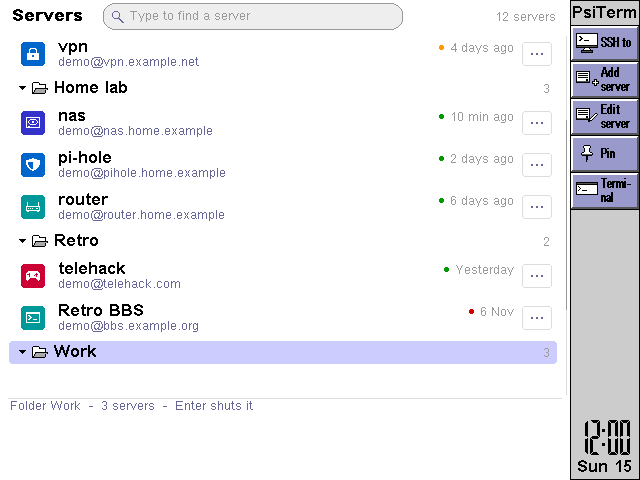 Servers
Type to find a server
12 servers
vpn
4 days ago
demo@vpn.example.net
...
Home lab
3
nas
10 min ago
demo@nas.home.example
...
pi-hole
2 days ago
demo@pihole.home.example
...
router
6 days ago
demo@router.home.example
...
Retro
2
telehack
Yesterday
demo@telehack.com
...
Retro BBS
6 Nov
demo@bbs.example.org
...
Work
3
Folder Work - 3 servers - Enter shuts it
PsiTerm
SSH to
Add
server
Edit
server
Pin
Termi-
nal
12:00
Sun 15